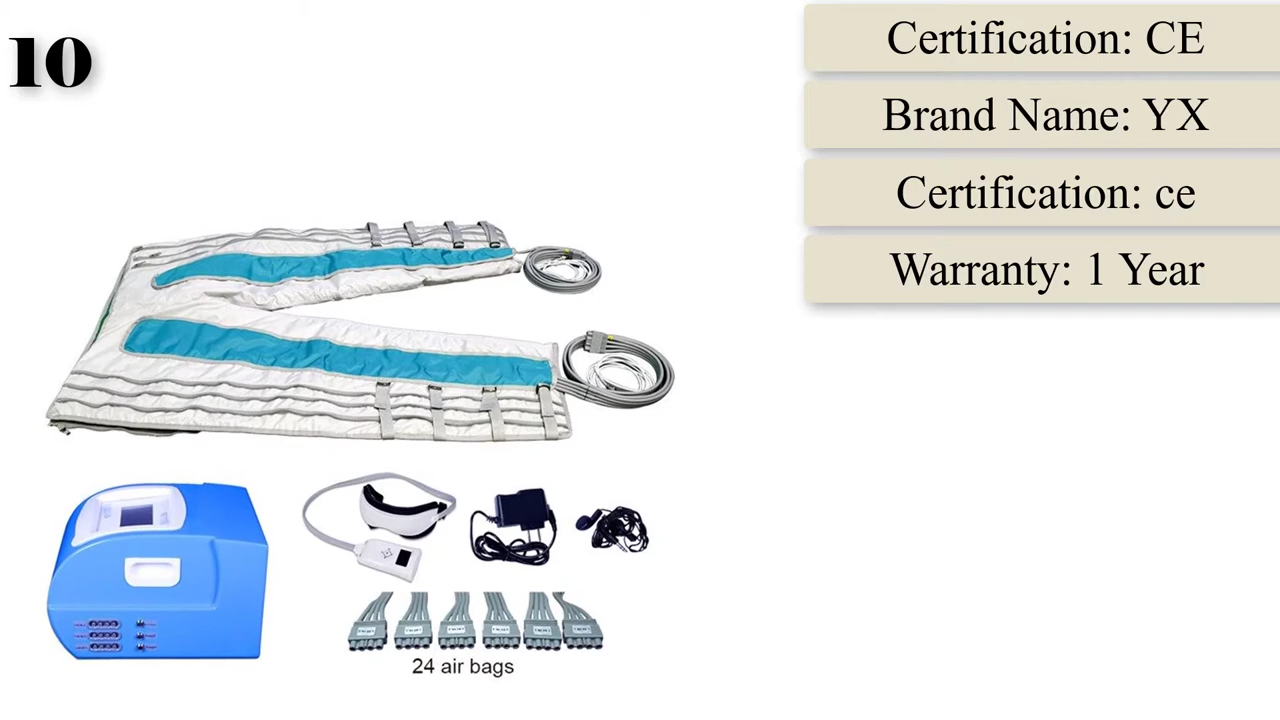 10
Certification: CE
Brand Name: YX
Certification: ce
Warranty: 1 Year
24 air bags